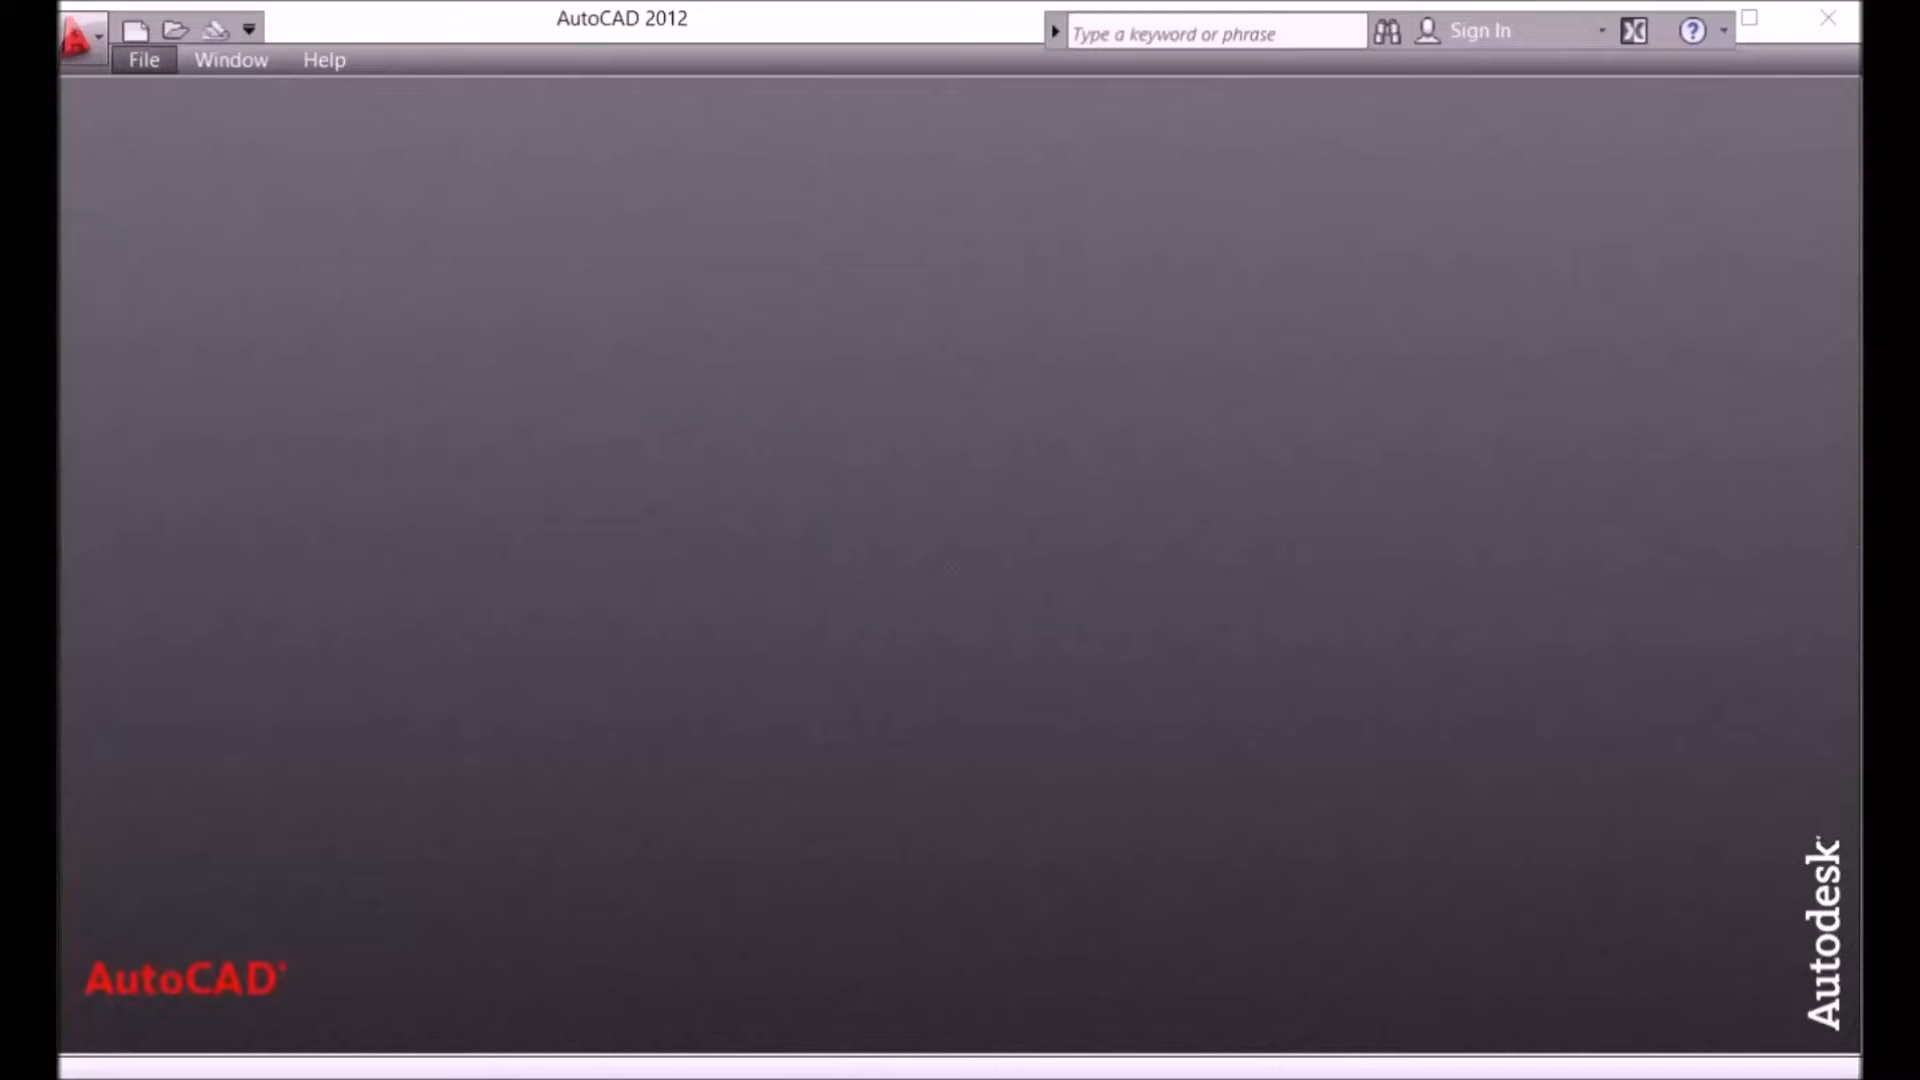 AutoCAD 2012
Type a keyword or phrase
Sign In
File Window Help
AutoCAD
Autodesk